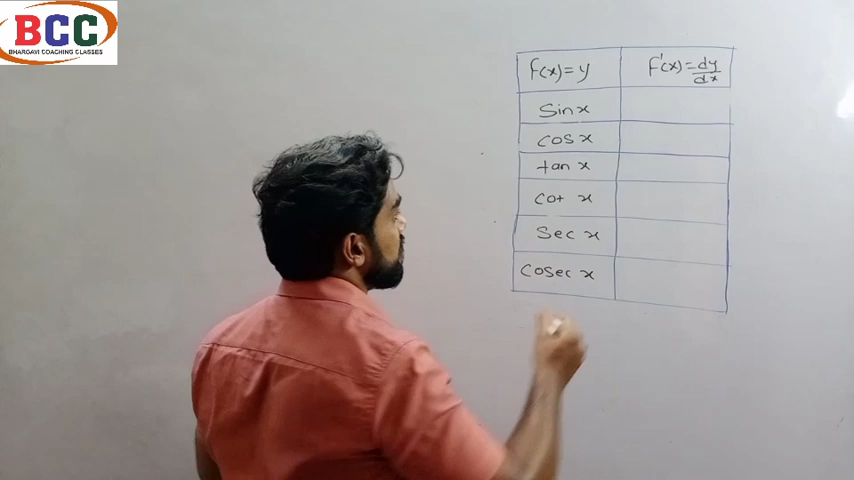 BCC
BHARGAVI COACHING CLASSES
f(x) = y
f'(x) = dy/dx
Sin x
cos x
tan x
cot x
Sec x
cosec x